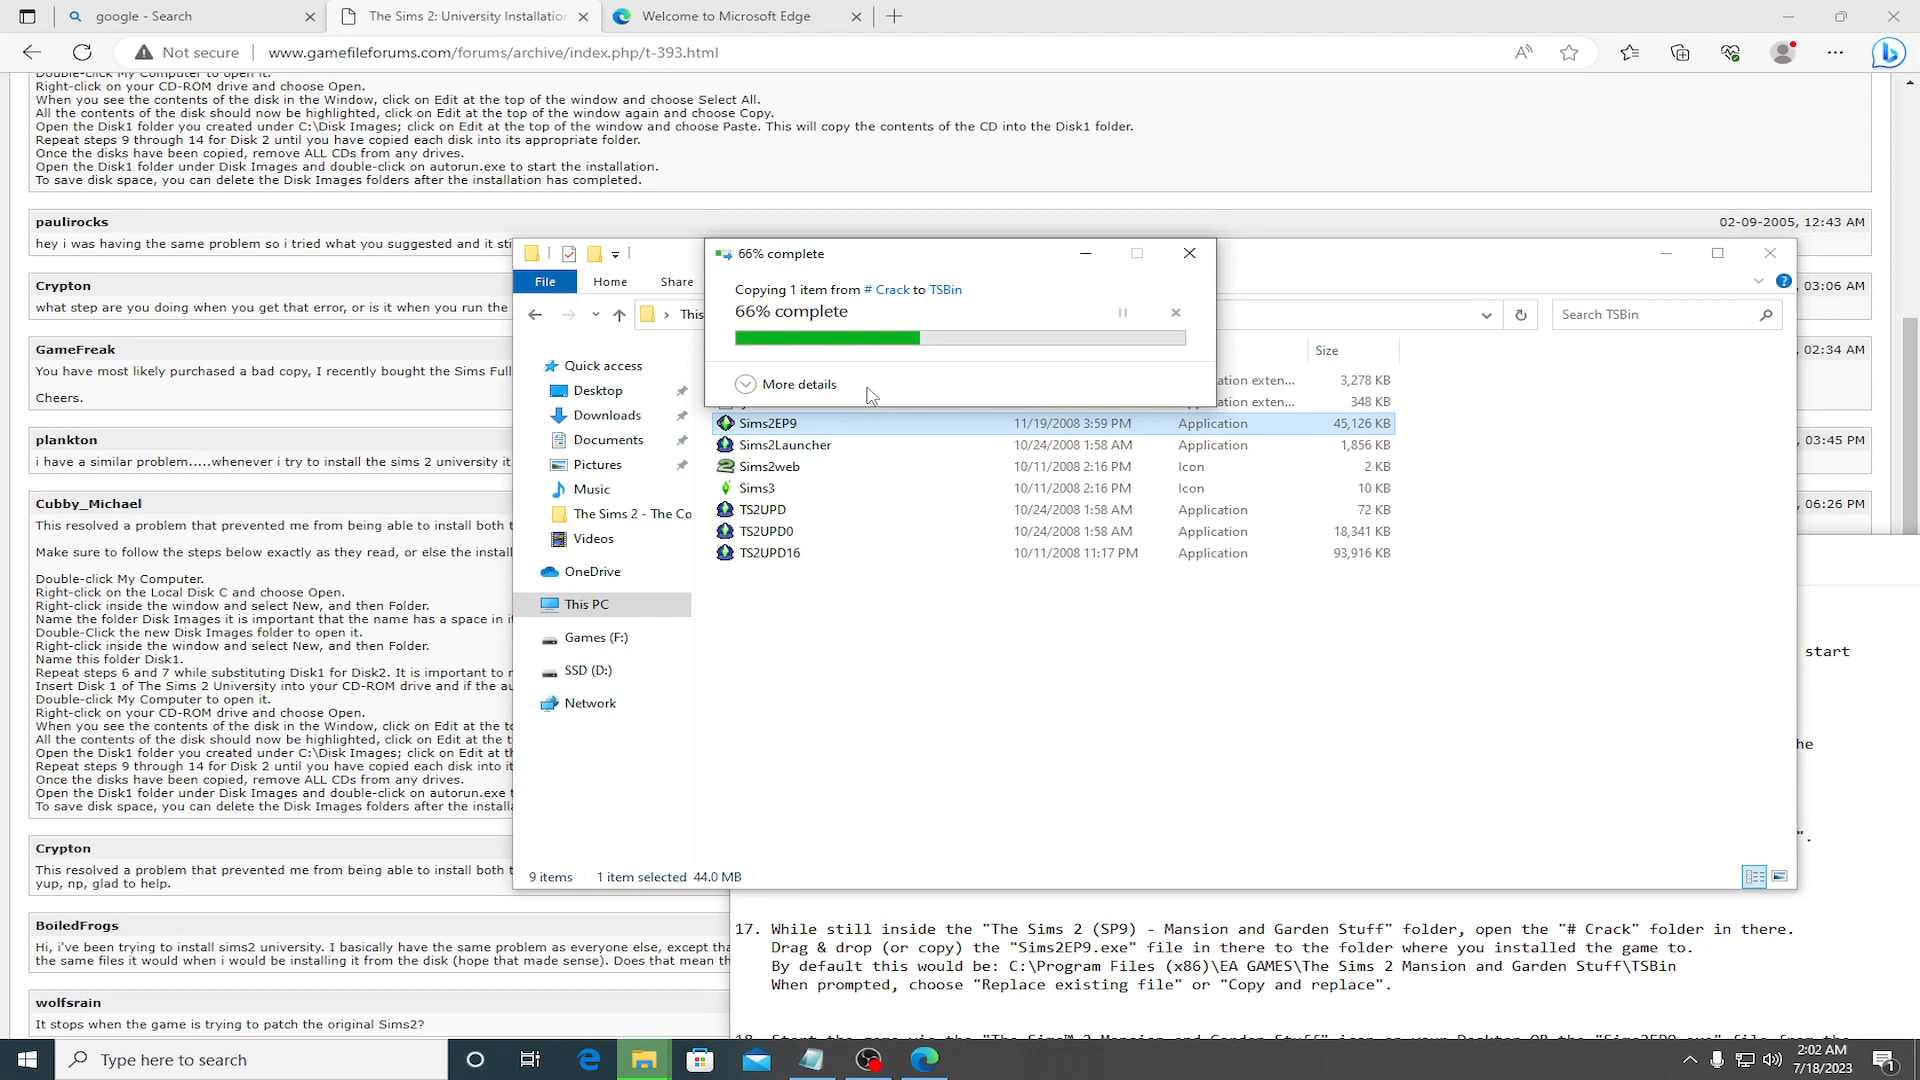 google - Search
The Sims 2: University Installatio
Welcome to Microsoft Edge
Not secure
www.gamefileforums.com/forums/archive/index.php/t-393.html
Double-click My Computer to open it.
Right-click on your CD-ROM drive and choose Open.
When you see the contents of the disk in the Window, click on Edit at the top of the window and choose Select All.
All the contents of the disk should now be highlighted, click on Edit at the top of the window again and choose Copy.
Open the Disk1 folder you created under C:\Disk Images; click on Edit at the top of the window and choose Paste. This will copy the contents of the CD into the Disk1 folder.
Repeat steps 9 through 14 for Disk 2 until you have copied each disk into its appropriate folder.
Once the disks have been copied, remove ALL CDs from any drives.
Open the Disk1 folder under Disk Images and double-click on autorun.exe to start the installation.
To save disk space, you can delete the Disk Images folders after the installation has completed.
paulirocks
02-09-2005, 12:43 AM
hey i was having the same problem so i tried what you suggested and it sti
Crypton
03:06 AM
what step are you doing when you get that error, or is it when you run the
GameFreak
02:34 AM
You have most likely purchased a bad copy, I recently bought the Sims Full
Cheers.
plankton
03:45 PM
i have a similar problem.....whenever i try to install the sims 2 university it
Cubby_Michael
06:26 PM
This resolved a problem that prevented me from being able to install both t
Make sure to follow the steps below exactly as they read, or else the install
Double-click My Computer.
Right-click on the Local Disk C and choose Open.
Right-click inside the window and select New, and then Folder.
Name the folder Disk Images it is important that the name has a space in it
Double-Click the new Disk Images folder to open it.
Right-click inside the window and select New, and then Folder.
Name this folder Disk1.
Repeat steps 6 and 7 while substituting Disk1 for Disk2. It is important to n
Insert Disk 1 of The Sims 2 University into your CD-ROM drive and if the au
Double-click My Computer to open it.
Right-click on your CD-ROM drive and choose Open.
When you see the contents of the disk in the Window, click on Edit at the to
All the contents of the disk should now be highlighted, click on Edit at the t
Open the Disk1 folder you created under C:\Disk Images; click on Edit at th
Repeat steps 9 through 14 for Disk 2 until you have copied each disk into it
Once the disks have been copied, remove ALL CDs from any drives.
Open the Disk1 folder under Disk Images and double-click on autorun.exe t
To save disk space, you can delete the Disk Images folders after the installa
Crypton
This resolved a problem that prevented me from being able to install both t
yup, np, glad to help.
BoiledFrogs
Hi, i've been trying to install sims2 university. I basically have the same problem as everyone else, except tha
the same files it would when i would be installing it from the disk (hope that made sense). Does that mean th
wolfsrain
It stops when the game is trying to patch the original Sims2?
66% complete
Copying 1 item from # Crack to TSBin
66% complete
More details
File
Home
Share
This
Search TSBin
Size
ation exten...
3,278 KB
ation exten...
348 KB
Sims2EP9
11/19/2008 3:59 PM
Application
45,126 KB
Sims2Launcher
10/24/2008 1:58 AM
Application
1,856 KB
Sims2web
10/11/2008 2:16 PM
Icon
2 KB
Sims3
10/11/2008 2:16 PM
Icon
10 KB
TS2UPD
10/24/2008 1:58 AM
Application
72 KB
TS2UPD0
10/24/2008 1:58 AM
Application
18,341 KB
TS2UPD16
10/11/2008 11:17 PM
Application
93,916 KB
Quick access
Desktop
Downloads
Documents
Pictures
Music
The Sims 2 - The Co
Videos
OneDrive
This PC
Games (F:)
SSD (D:)
Network
9 items
1 item selected 44.0 MB
start
he
".
17. While still inside the "The Sims 2 (SP9) - Mansion and Garden Stuff" folder, open the "# Crack" folder in there.
Drag & drop (or copy) the "Sims2EP9.exe" file in there to the folder where you installed the game to.
By default this would be: C:\Program Files (x86)\EA GAMES\The Sims 2 Mansion and Garden Stuff\TSBin
When prompted, choose "Replace existing file" or "Copy and replace".
18. Start the game via the "The Sims™ 2 Mansion and Garden Stuff" icon on your Desktop OR the "Sims2EP9.exe" file from the
Type here to search
2:02 AM
7/18/2023
1